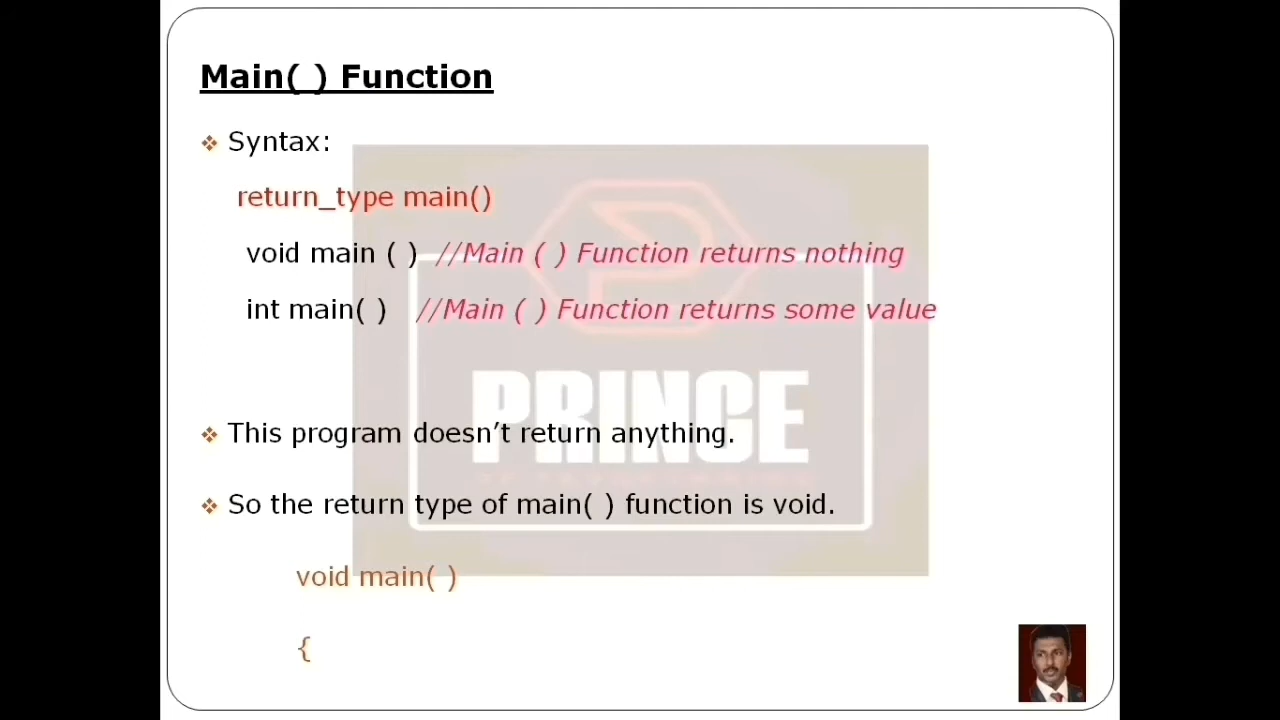 Main( ) Function
Syntax:
return_type main()
void main ( ) //Main ( ) Function returns nothing
int main( ) //Main ( ) Function returns some value
PRINCE
This program doesn’t return anything.
So the return type of main( ) function is void.
void main( )
{